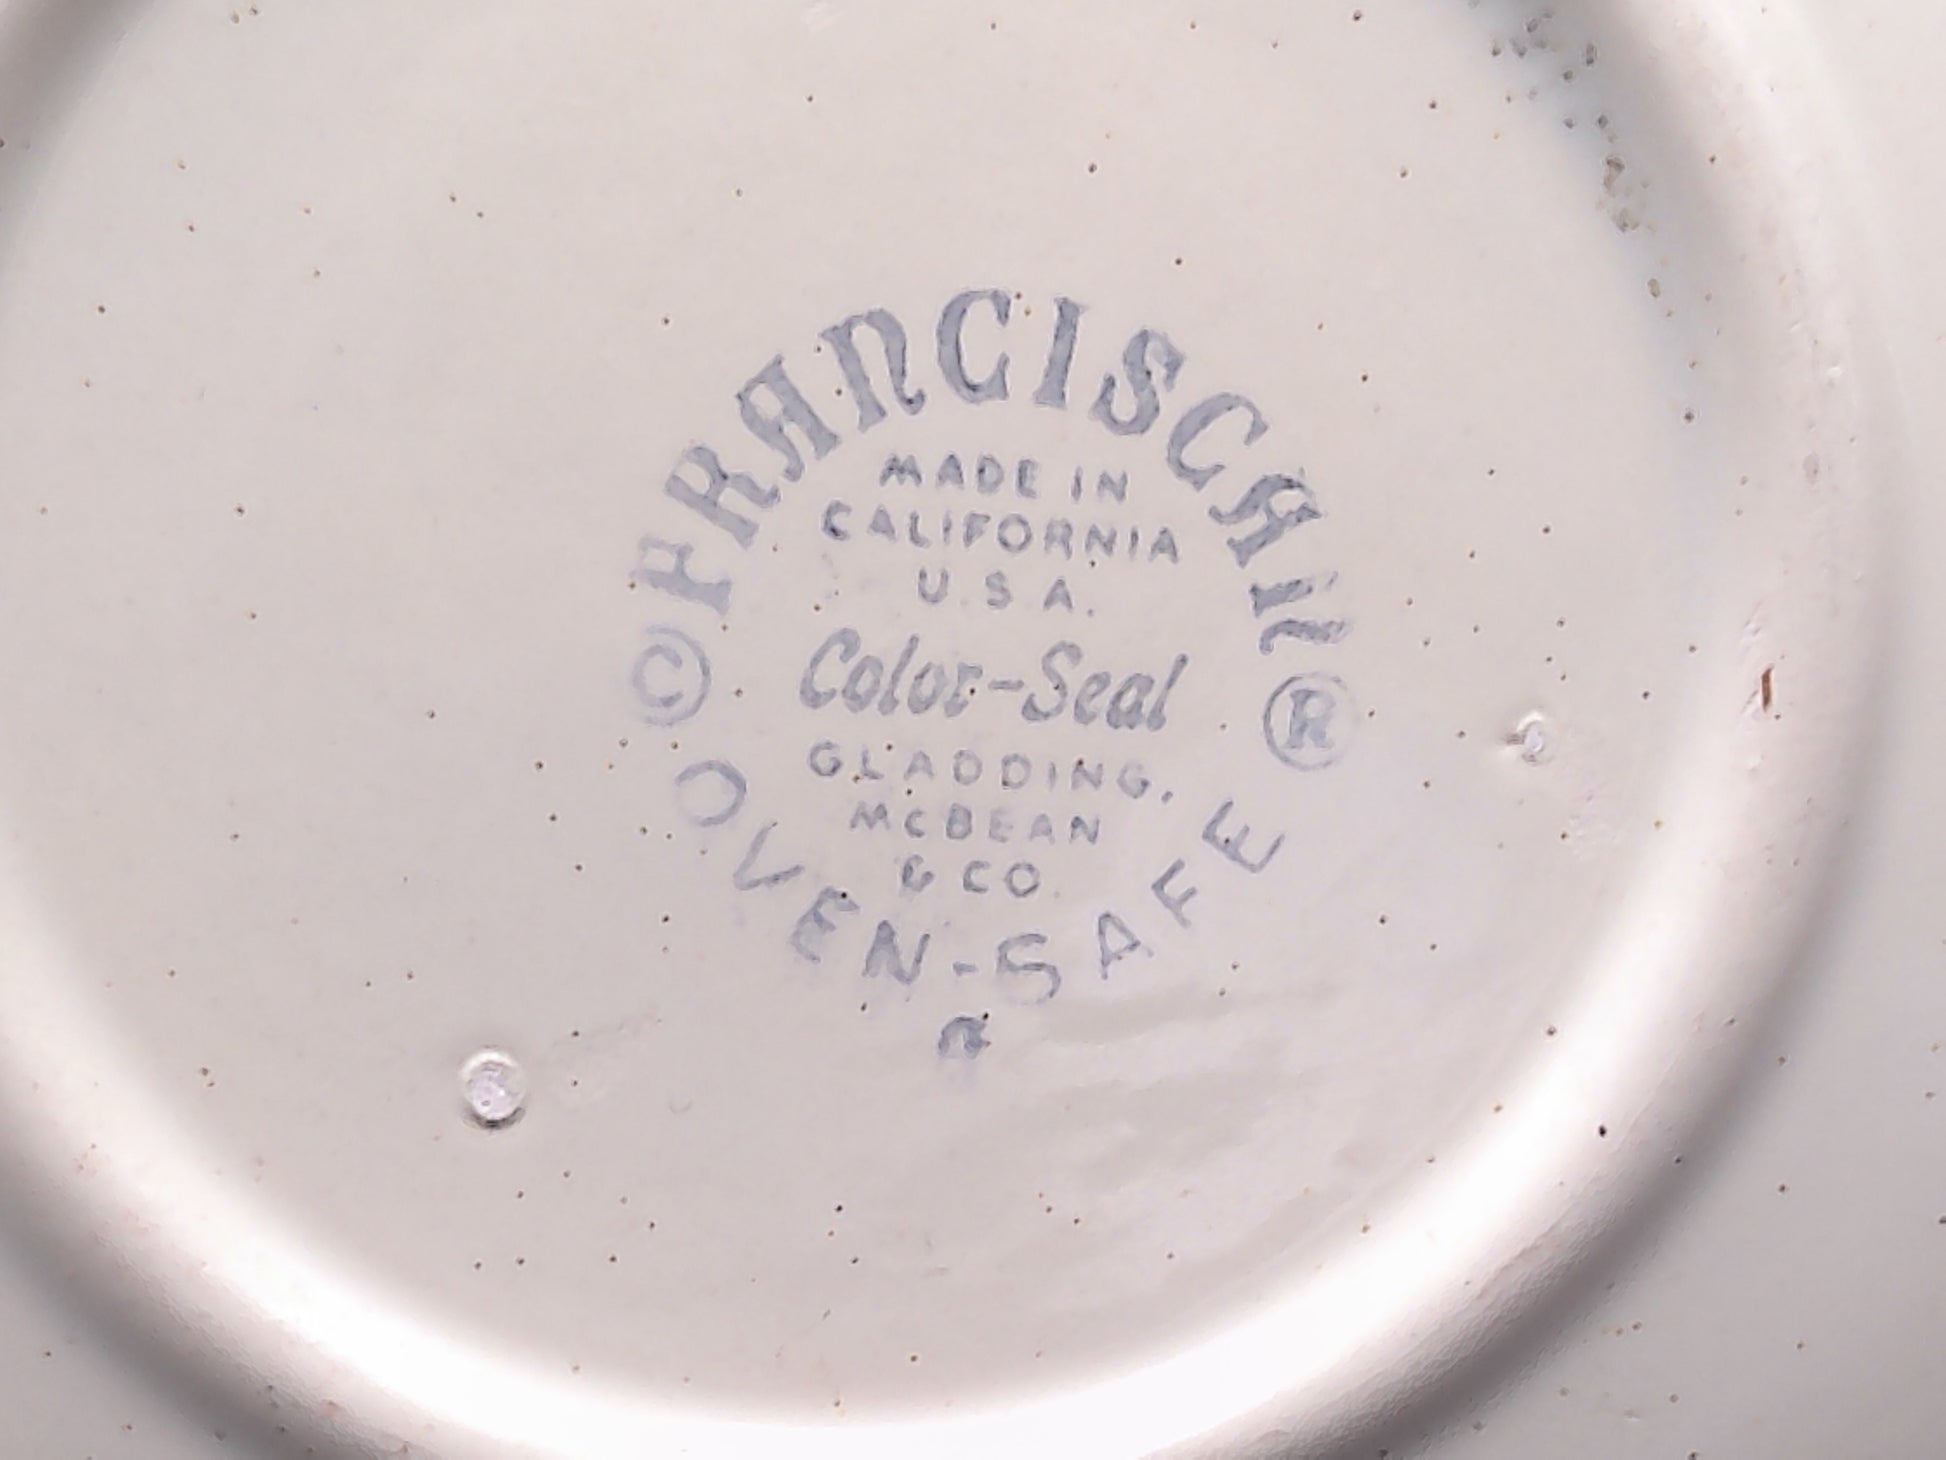 © FRANCISCAN ®
MADE IN
CALIFORNIA
U.S.A.
Color-Seal
GLADDING,
McBEAN
& CO.
OVEN-SAFE